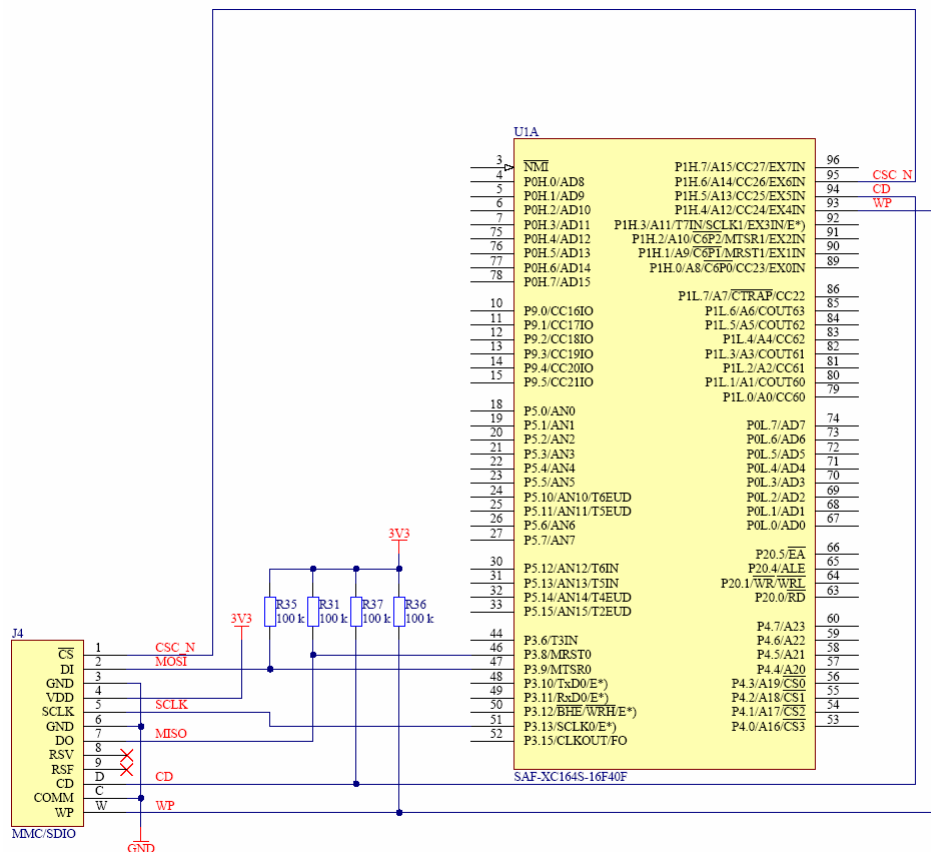 U1A
3 NMI
4 P0H.0/AD8
5 P0H.1/AD9
6 P0H.2/AD10
7 P0H.3/AD11
75 P0H.4/AD12
76 P0H.5/AD13
77 P0H.6/AD14
78 P0H.7/AD15
10 P9.0/CC16IO
11 P9.1/CC17IO
12 P9.2/CC18IO
13 P9.3/CC19IO
14 P9.4/CC20IO
15 P9.5/CC21IO
18 P5.0/AN0
19 P5.1/AN1
20 P5.2/AN2
21 P5.3/AN3
22 P5.4/AN4
23 P5.5/AN5
24 P5.10/AN10/T6EUD
25 P5.11/AN11/T5EUD
26 P5.6/AN6
27 P5.7/AN7
30 P5.12/AN12/T6IN
31 P5.13/AN13/T5IN
32 P5.14/AN14/T4EUD
33 P5.15/AN15/T2EUD
44 P3.6/T3IN
46 P3.8/MRST0
47 P3.9/MTSR0
48 P3.10/TxD0/E*)
49 P3.11/RxD0/E*)
50 P3.12/BHE/WRH/E*)
51 P3.13/SCLK0/E*)
52 P3.15/CLKOUT/FO
P1H.7/A15/CC27/EX7IN 96
P1H.6/A14/CC26/EX6IN 95 CSC_N
P1H.5/A13/CC25/EX5IN 94 CD
P1H.4/A12/CC24/EX4IN 93 WP
P1H.3/A11/T7IN/SCLK1/EX3IN/E*) 92
P1H.2/A10/C6P2/MTSR1/EX2IN 91
P1H.1/A9/C6P1/MRST1/EX1IN 90
P1H.0/A8/C6P0/CC23/EX0IN 89
P1L.7/A7/CTRAP/CC22 86
P1L.6/A6/COUT63 85
P1L.5/A5/COUT62 84
P1L.4/A4/CC62 83
P1L.3/A3/COUT61 82
P1L.2/A2/CC61 81
P1L.1/A1/COUT60 80
P1L.0/A0/CC60 79
P0L.7/AD7 74
P0L.6/AD6 73
P0L.5/AD5 72
P0L.4/AD4 71
P0L.3/AD3 70
P0L.2/AD2 69
P0L.1/AD1 68
P0L.0/AD0 67
P20.5/EA 66
P20.4/ALE 65
P20.1/WR/WRL 64
P20.0/RD 63
P4.7/A23 60
P4.6/A22 59
P4.5/A21 58
P4.4/A20 57
P4.3/A19/CS0 56
P4.2/A18/CS1 55
P4.1/A17/CS2 54
P4.0/A16/CS3 53
SAF-XC164S-16F40F
3V3
R35 R31 R37 R36
100 k 100 k 100 k 100 k
3V3
J4
CS 1 CSC_N
DI 2 MOSI
GND 3
VDD 4
SCLK 5 SCLK
GND 6
DO 7 MISO
RSV 8
RSF 9
CD D CD
COMM C
WP W WP
MMC/SDIO
GND